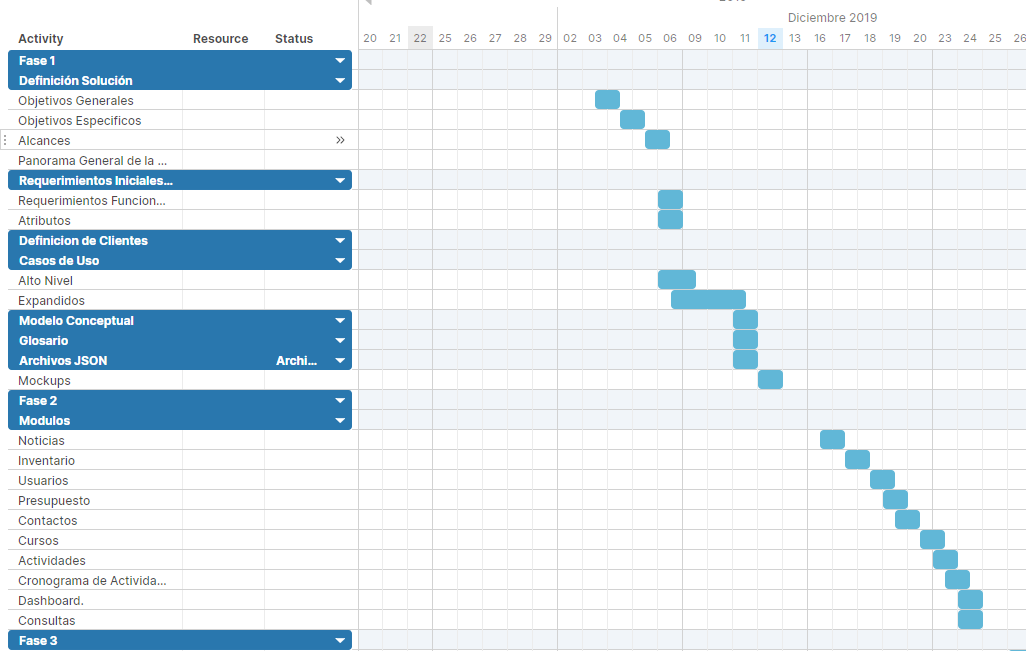 Diciembre 2019
Activity Resource Status 20 21 22 25 26 27 28 29 02 03 04 05 06 09 10 11 12 13 16 17 18 19 20 23 24 25 26
Fase 1
Definición Solución
Objetivos Generales
Objetivos Especificos
Alcances »
Panorama General de la ...
Requerimientos Iniciales...
Requerimientos Funcion...
Atributos
Definicion de Clientes
Casos de Uso
Alto Nivel
Expandidos
Modelo Conceptual
Glosario
Archivos JSON Archi...
Mockups
Fase 2
Modulos
Noticias
Inventario
Usuarios
Presupuesto
Contactos
Cursos
Actividades
Cronograma de Activida...
Dashboard.
Consultas
Fase 3